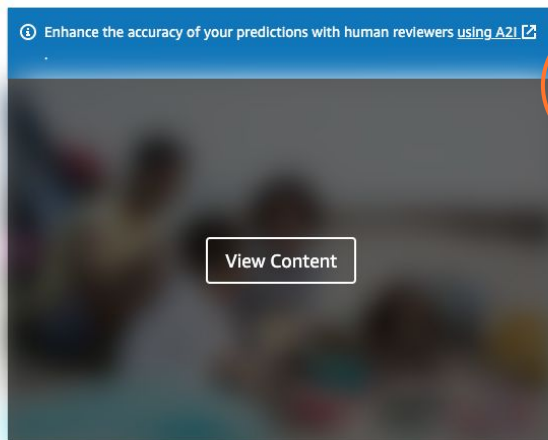 Enhance the accuracy of your predictions with human reviewers using A2I
.
View Content